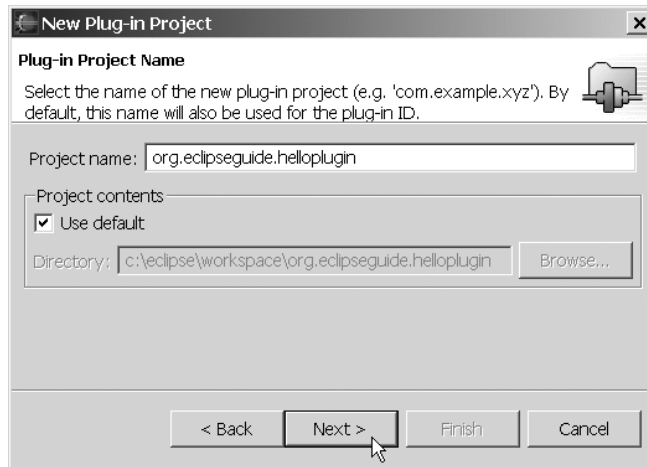 New Plug-in Project
Plug-in Project Name
Select the name of the new plug-in project (e.g. 'com.example.xyz'). By
default, this name will also be used for the plug-in ID.
Project name: org.eclipseguide.helloplugin
Project contents
Use default
Directory: c:\eclipse\workspace\org.eclipseguide.helloplugin Browse...
< Back Next > Finish Cancel